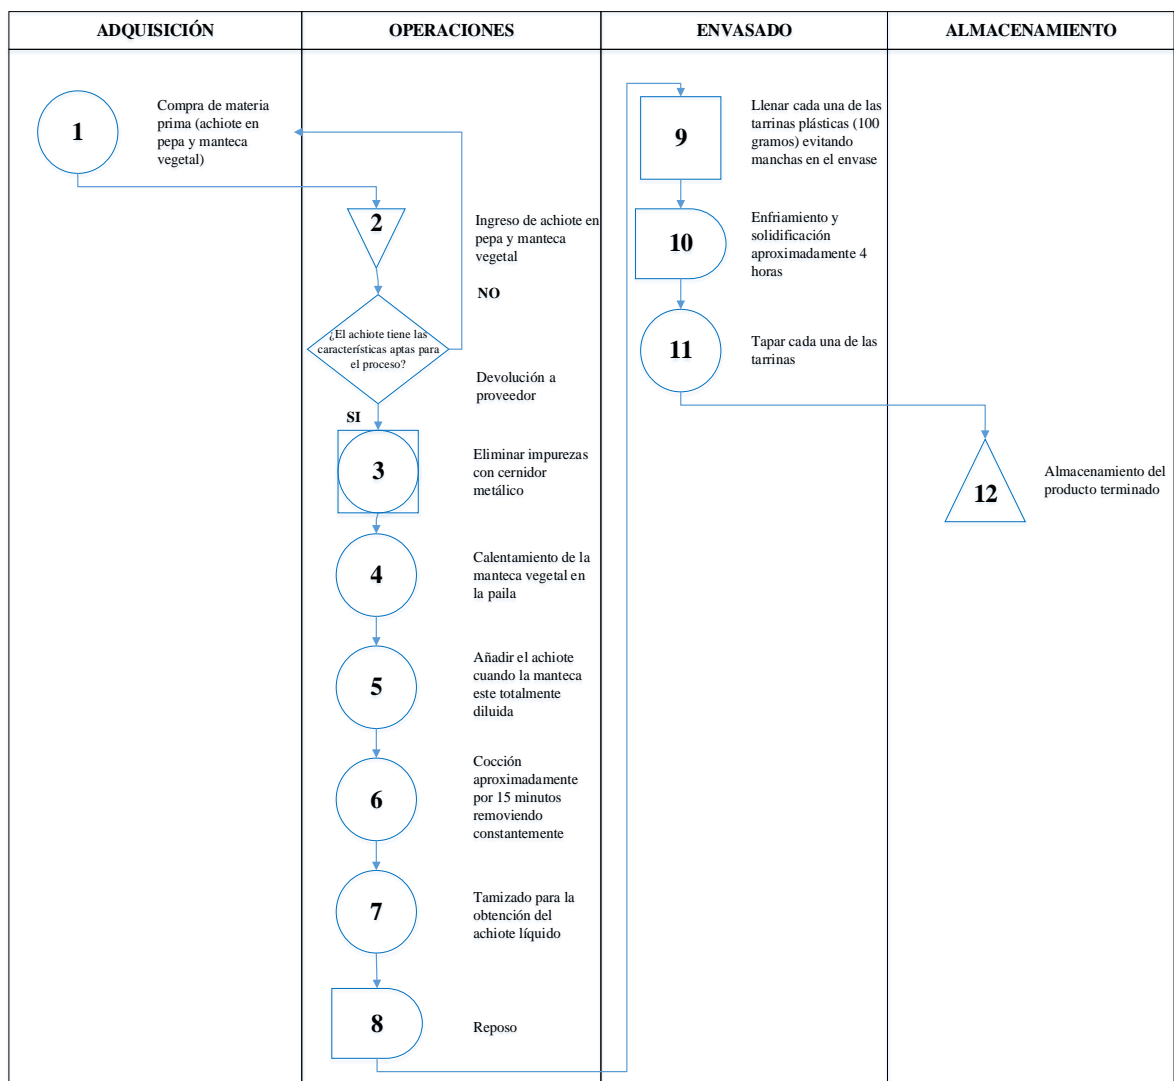 ADQUISICIÓN
OPERACIONES
ENVASADO
ALMACENAMIENTO
1
Compra de materia
prima (achiote en
pepa y manteca
vegetal)
2
Ingreso de achiote en
pepa y manteca
vegetal
NO
¿El achiote tiene las
características aptas para
el proceso?
Devolución a
proveedor
SI
3
Eliminar impurezas
con cernidor
metálico
4
Calentamiento de la
manteca vegetal en
la paila
5
Añadir el achiote
cuando la manteca
este totalmente
diluida
6
Cocción
aproximadamente
por 15 minutos
removiendo
constantemente
7
Tamizado para la
obtención del
achiote líquido
8
Reposo
9
Llenar cada una de las
tarrinas plásticas (100
gramos) evitando
manchas en el envase
10
Enfriamiento y
solidificación
aproximadamente 4
horas
11
Tapar cada una de las
tarrinas
12
Almacenamiento del
producto terminado